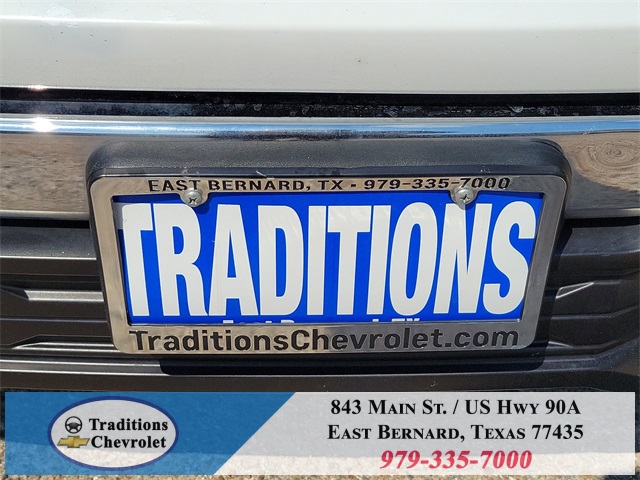 EAST BERNARD, TX - 979-335-7000
TRADITIONS
TraditionsChevrolet.com
Traditions
Chevrolet
843 MAIN ST. / US HWY 90A
EAST BERNARD, TEXAS 77435
979-335-7000